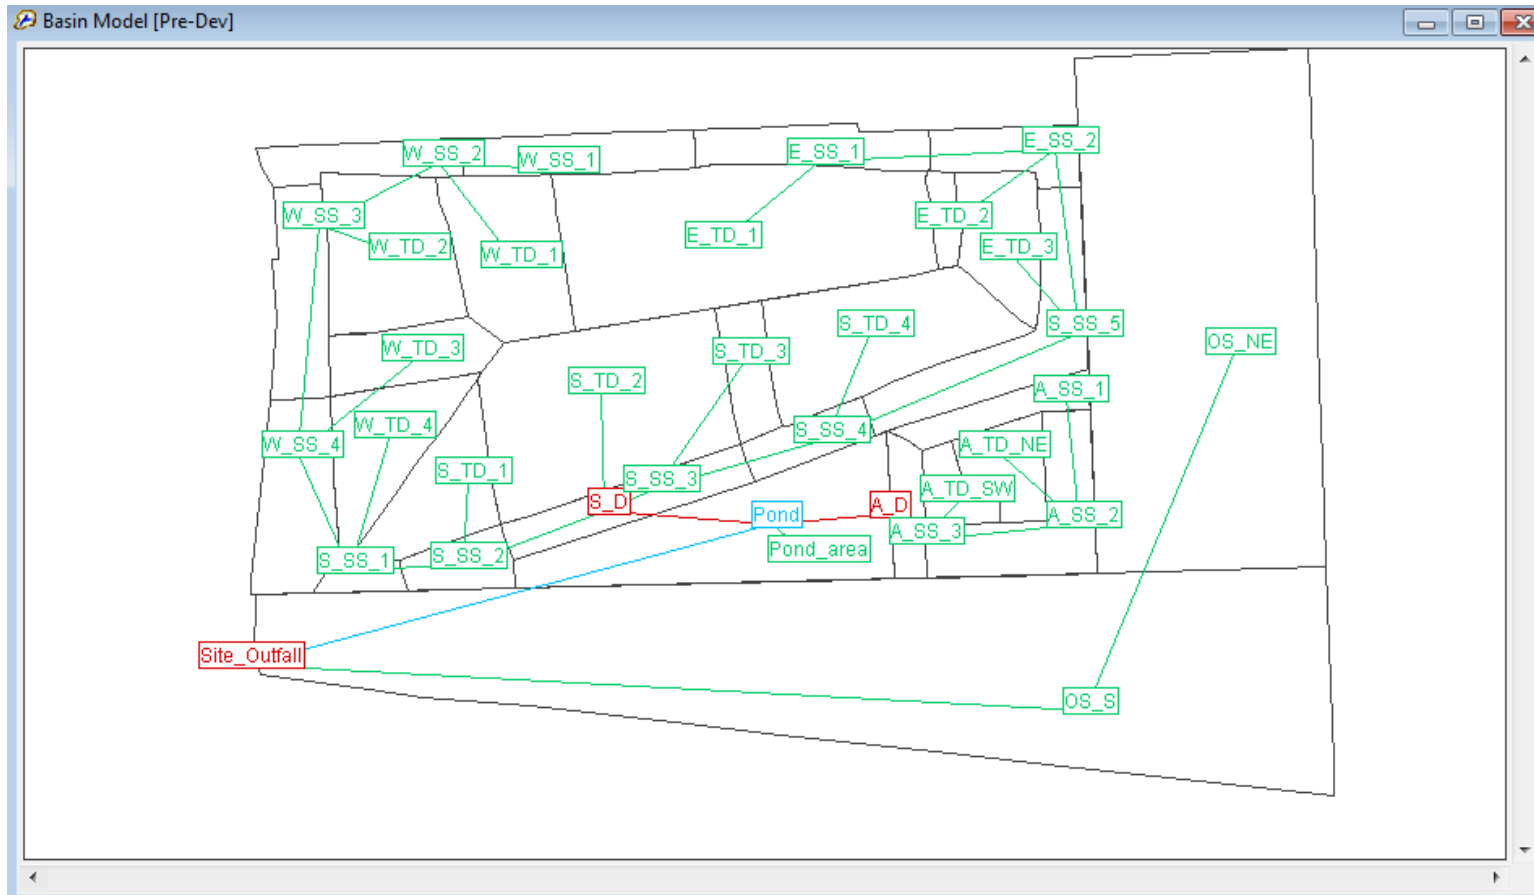 Basin Model [Pre-Dev]
W_SS_2
W_SS_1
E_SS_1
E_SS_2
W_SS_3
W_TD_2
W_TD_1
E_TD_1
E_TD_2
E_TD_3
W_TD_3
S_TD_4
S_SS_5
S_TD_3
OS_NE
S_TD_2
A_SS_1
W_TD_4
W_SS_4
S_SS_4
A_TD_NE
S_TD_1
S_SS_3
A_TD_SW
S_D
A_D
Pond
A_SS_2
A_SS_3
S_SS_1
S_SS_2
Pond_area
Site_Outfall
OS_S